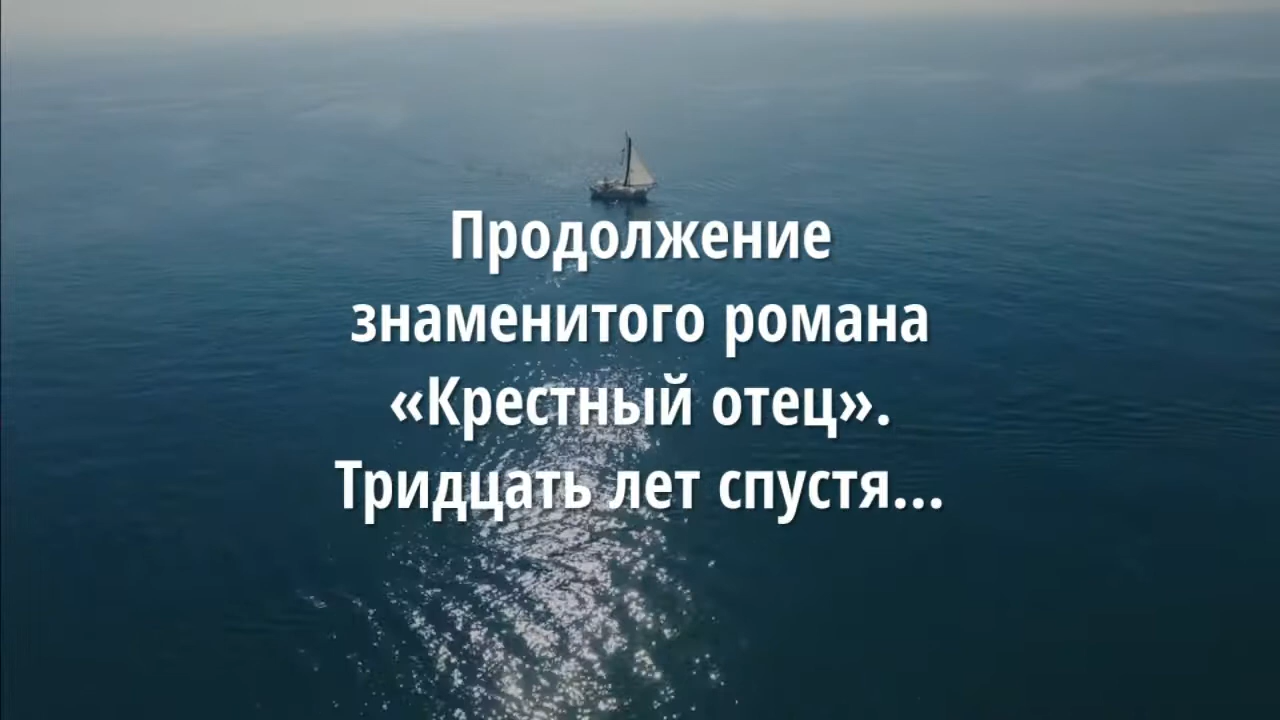 Продолжение
знаменитого романа
«Крестный отец».
Тридцать лет спустя...